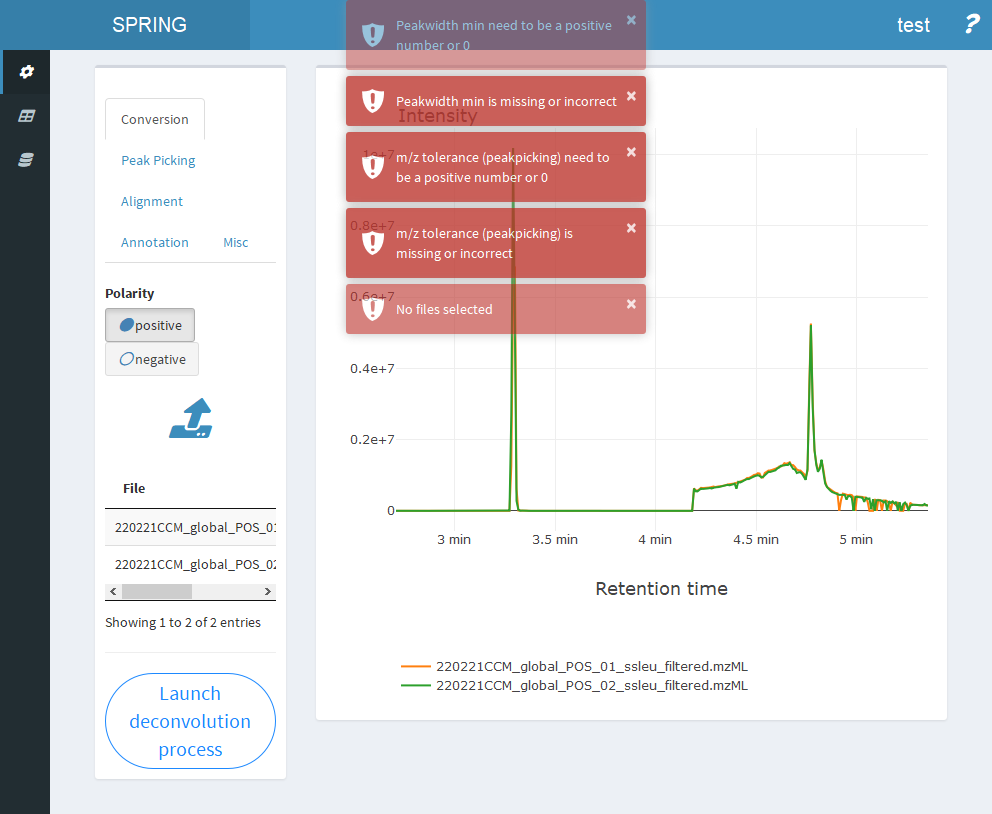 SPRING
test
?
Conversion
Peak Picking
Alignment
Annotation Misc
Polarity
positive
negative
File
220221CCM_global_POS_01
220221CCM_global_POS_02
Showing 1 to 2 of 2 entries
Launch
deconvolution
process
Peakwidth min need to be a positive
number or 0
Peakwidth min is missing or incorrect
m/z tolerance (peakpicking) need to
be a positive number or 0
m/z tolerance (peakpicking) is
missing or incorrect
No files selected
Intensity
1e+7
0.8e+7
0.6e+7
0.4e+7
0.2e+7
0
3 min 3.5 min 4 min 4.5 min 5 min
Retention time
220221CCM_global_POS_01_ssleu_filtered.mzML
220221CCM_global_POS_02_ssleu_filtered.mzML